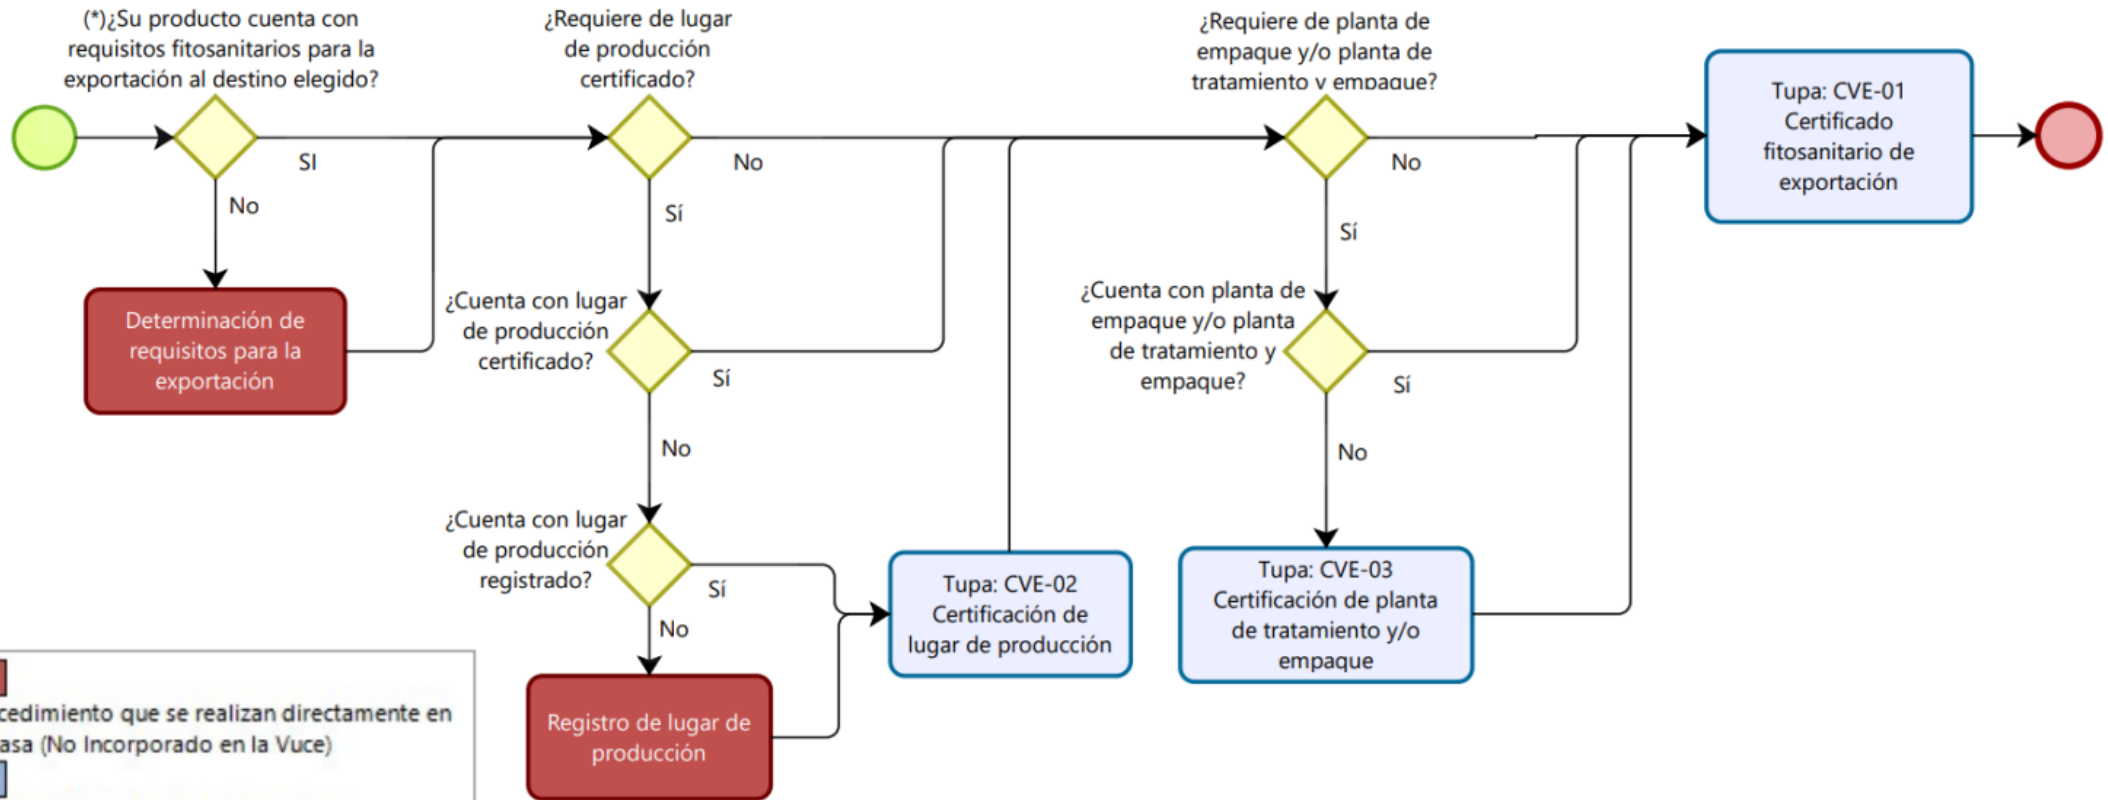 (*)¿Su producto cuenta con
requisitos fitosanitarios para la
exportación al destino elegido?
SI
No
Determinación de
requisitos para la
exportación
¿Requiere de lugar
de producción
certificado?
No
Sí
¿Cuenta con lugar
de producción
certificado?
Sí
No
¿Cuenta con lugar
de producción
registrado?
Sí
No
Registro de lugar de
producción
Tupa: CVE-02
Certificación de
lugar de producción
¿Requiere de planta de
empaque y/o planta de
tratamiento y empaque?
No
Sí
¿Cuenta con planta de
empaque y/o planta
de tratamiento y
empaque?
Sí
No
Tupa: CVE-03
Certificación de planta
de tratamiento y/o
empaque
Tupa: CVE-01
Certificado
fitosanitario de
exportación
cedimiento que se realizan directamente en
asa (No Incorporado en la Vuce)